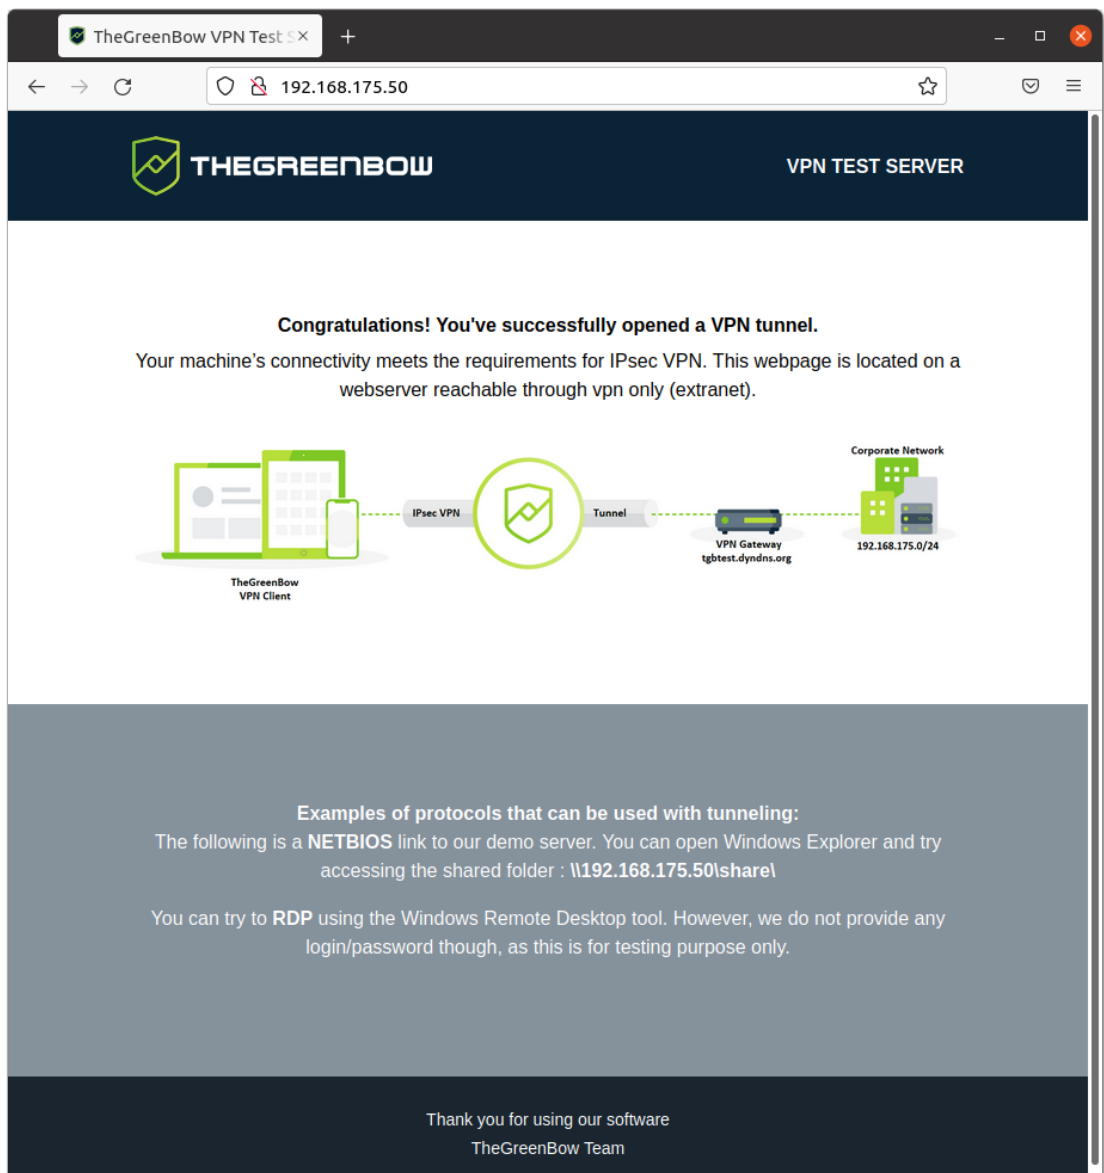 TheGreenBow VPN Test S
192.168.175.50
THEGREENBOW
VPN TEST SERVER
Congratulations! You've successfully opened a VPN tunnel.
Your machine’s connectivity meets the requirements for IPsec VPN. This webpage is located on a
webserver reachable through vpn only (extranet).
Corporate Network
IPsec VPN
Tunnel
VPN Gateway
tgbtest.dyndns.org
192.168.175.0/24
TheGreenBow
VPN Client
Examples of protocols that can be used with tunneling:
The following is a NETBIOS link to our demo server. You can open Windows Explorer and try
accessing the shared folder : \\192.168.175.50\share\
You can try to RDP using the Windows Remote Desktop tool. However, we do not provide any
login/password though, as this is for testing purpose only.
Thank you for using our software
TheGreenBow Team